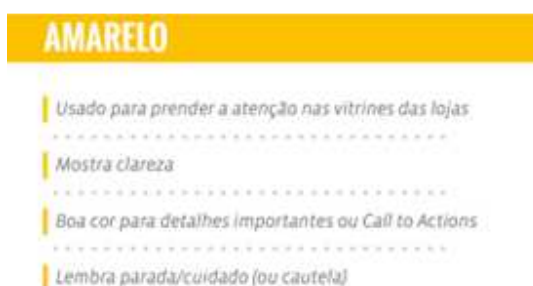 AMARELO
Usado para prender a atenção nas vitrines das lojas
Mostra clareza
Boa cor para detalhes importantes ou Call to Actions
Lembra parada/cuidado (ou cautela)